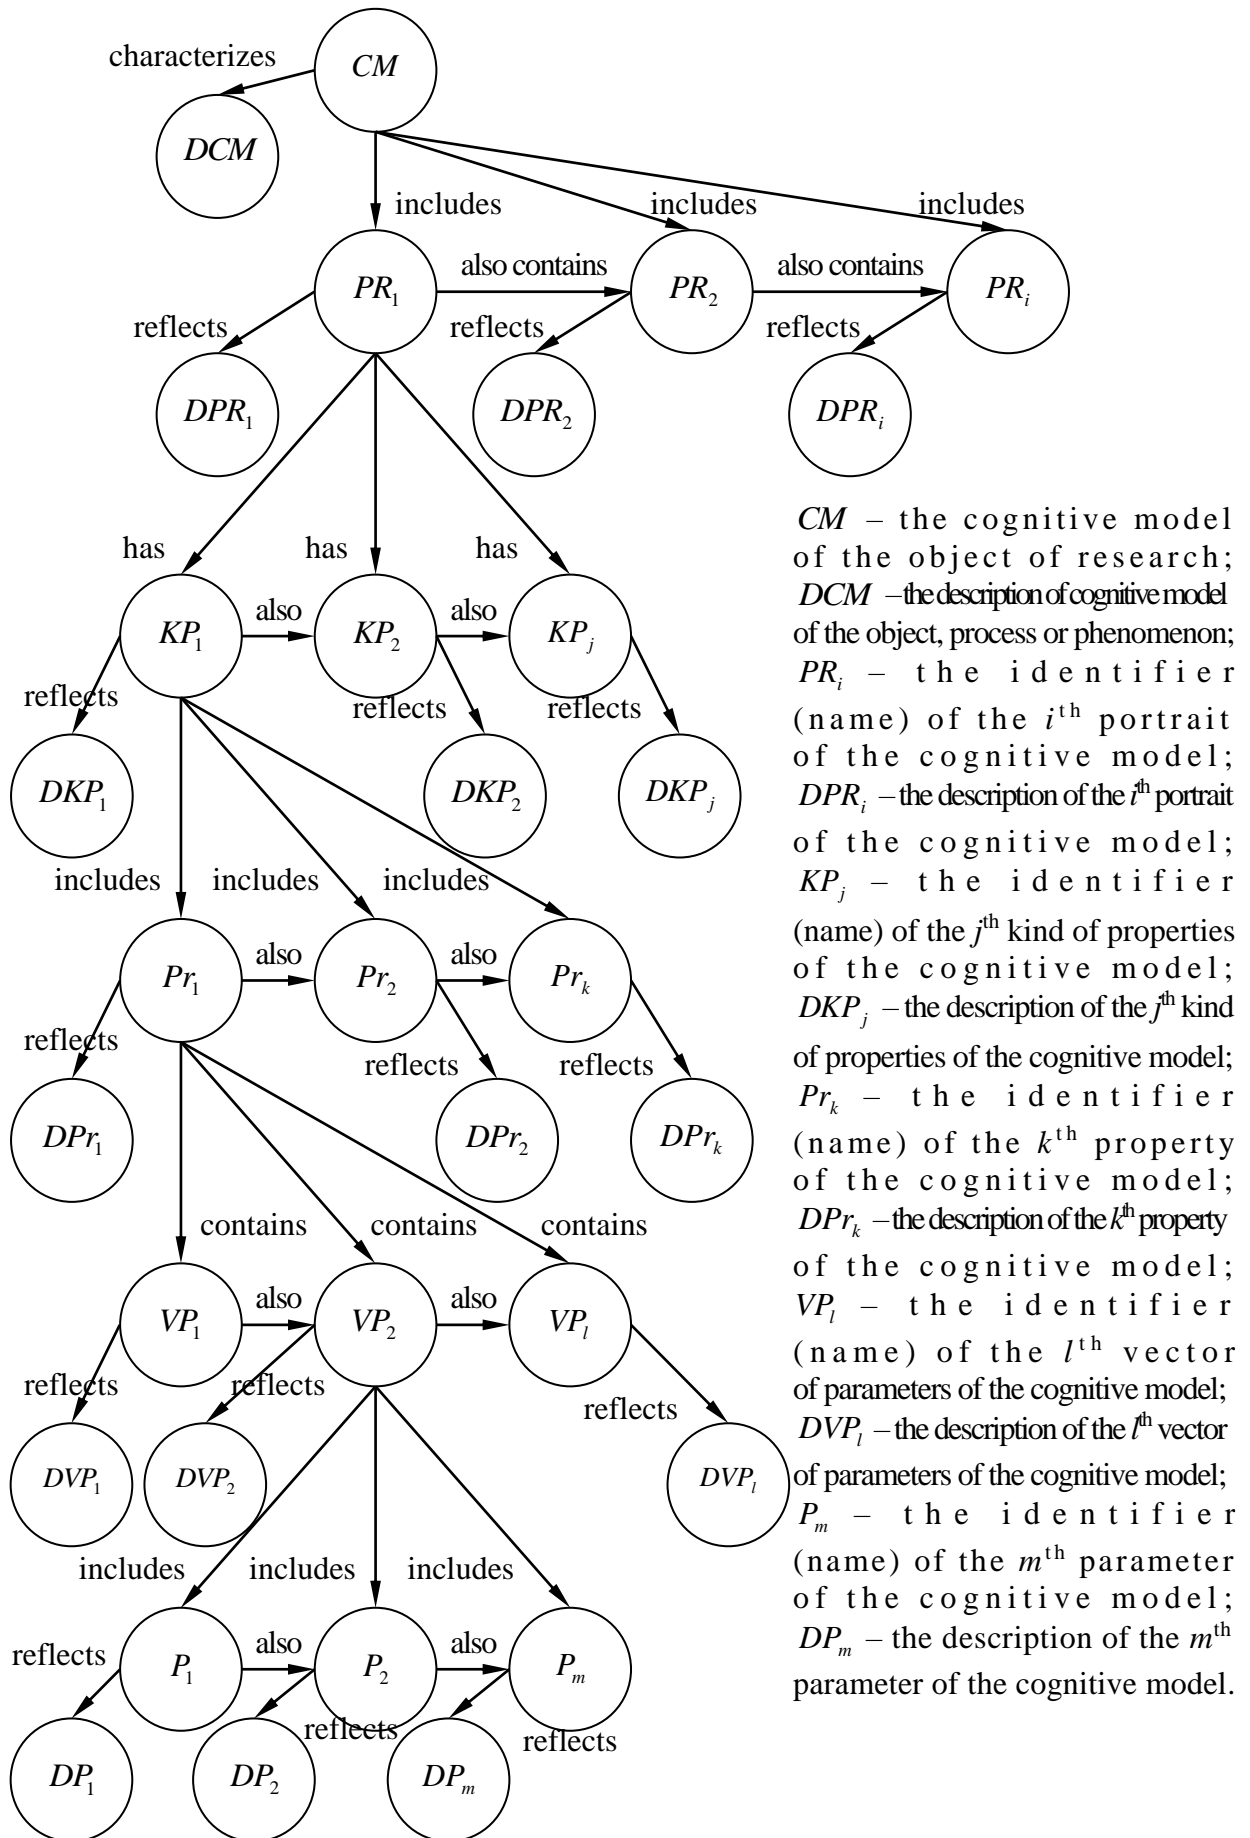 characterizes
CM
DCM
includes includes includes
PR₁ also contains PR₂ also contains PRᵢ
reflects reflects reflects
DPR₁ DPR₂ DPRᵢ
has has has
KP₁ also KP₂ also KPⱼ
reflects reflects reflects
DKP₁ DKP₂ DKPⱼ
includes includes includes
Pr₁ also Pr₂ also Prₖ
reflects reflects reflects
DPr₁ DPr₂ DPrₖ
contains contains contains
VP₁ also VP₂ also VPₗ
reflects reflects reflects
DVP₁ DVP₂ DVPₗ
includes includes includes
P₁ also P₂ also Pₘ
reflects reflects reflects
DP₁ DP₂ DPₘ
CM – the cognitive model
of the object of research;
DCM – the description of cognitive model
of the object, process or phenomenon;
PRᵢ – the identifier
(name) of the iᵗʰ portrait
of the cognitive model;
DPRᵢ – the description of the iᵗʰ portrait
of the cognitive model;
KPⱼ – the identifier
(name) of the jᵗʰ kind of properties
of the cognitive model;
DKPⱼ – the description of the jᵗʰ kind
of properties of the cognitive model;
Prₖ – the identifier
(name) of the kᵗʰ property
of the cognitive model;
DPrₖ – the description of the kᵗʰ property
of the cognitive model;
VPₗ – the identifier
(name) of the lᵗʰ vector
of parameters of the cognitive model;
DVPₗ – the description of the lᵗʰ vector
of parameters of the cognitive model;
Pₘ – the identifier
(name) of the mᵗʰ parameter
of the cognitive model;
DPₘ – the description of the mᵗʰ
parameter of the cognitive model.